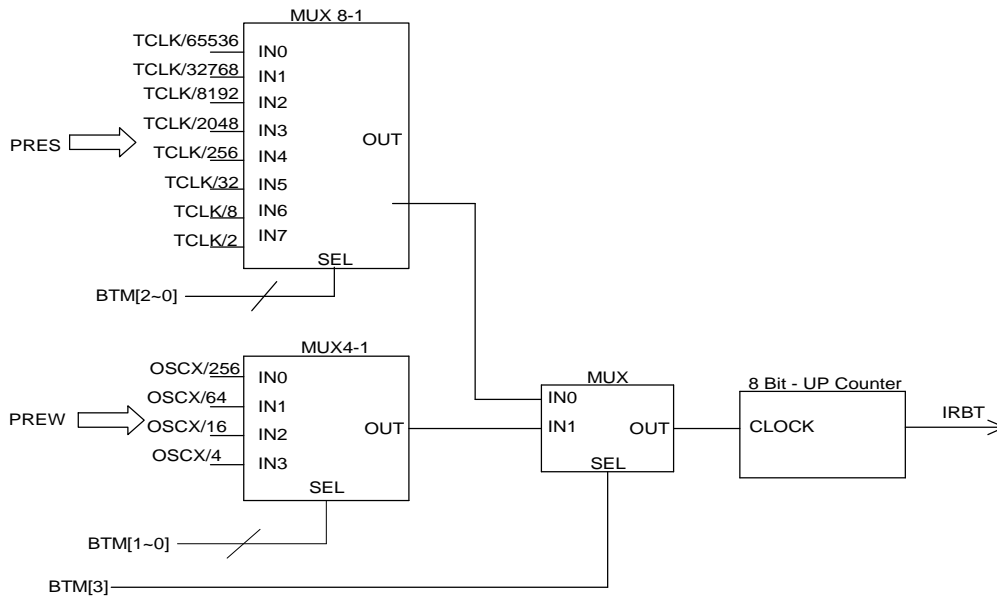 MUX 8-1
TCLK/65536
IN0
TCLK/32768
IN1
TCLK/8192
IN2
TCLK/2048
IN3
PRES
OUT
TCLK/256
IN4
TCLK/32
IN5
TCLK/8
IN6
TCLK/2
IN7
SEL
BTM[2~0]
MUX4-1
OSCX/256
IN0
OSCX/64
IN1
PREW
OSCX/16
IN2
OUT
OSCX/4
IN3
SEL
BTM[1~0]
MUX
IN0
IN1
OUT
SEL
8 Bit - UP Counter
CLOCK
IRBT
BTM[3]